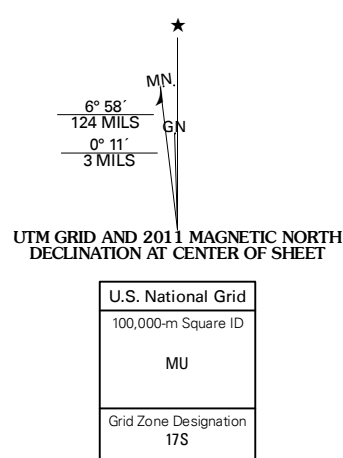 ★
MN.
6° 58´
124 MILS
GN
0° 11´
3 MILS
UTM GRID AND 2011 MAGNETIC NORTH
DECLINATION AT CENTER OF SHEET
U.S. National Grid
100,000-m Square ID
MU
Grid Zone Designation
17S